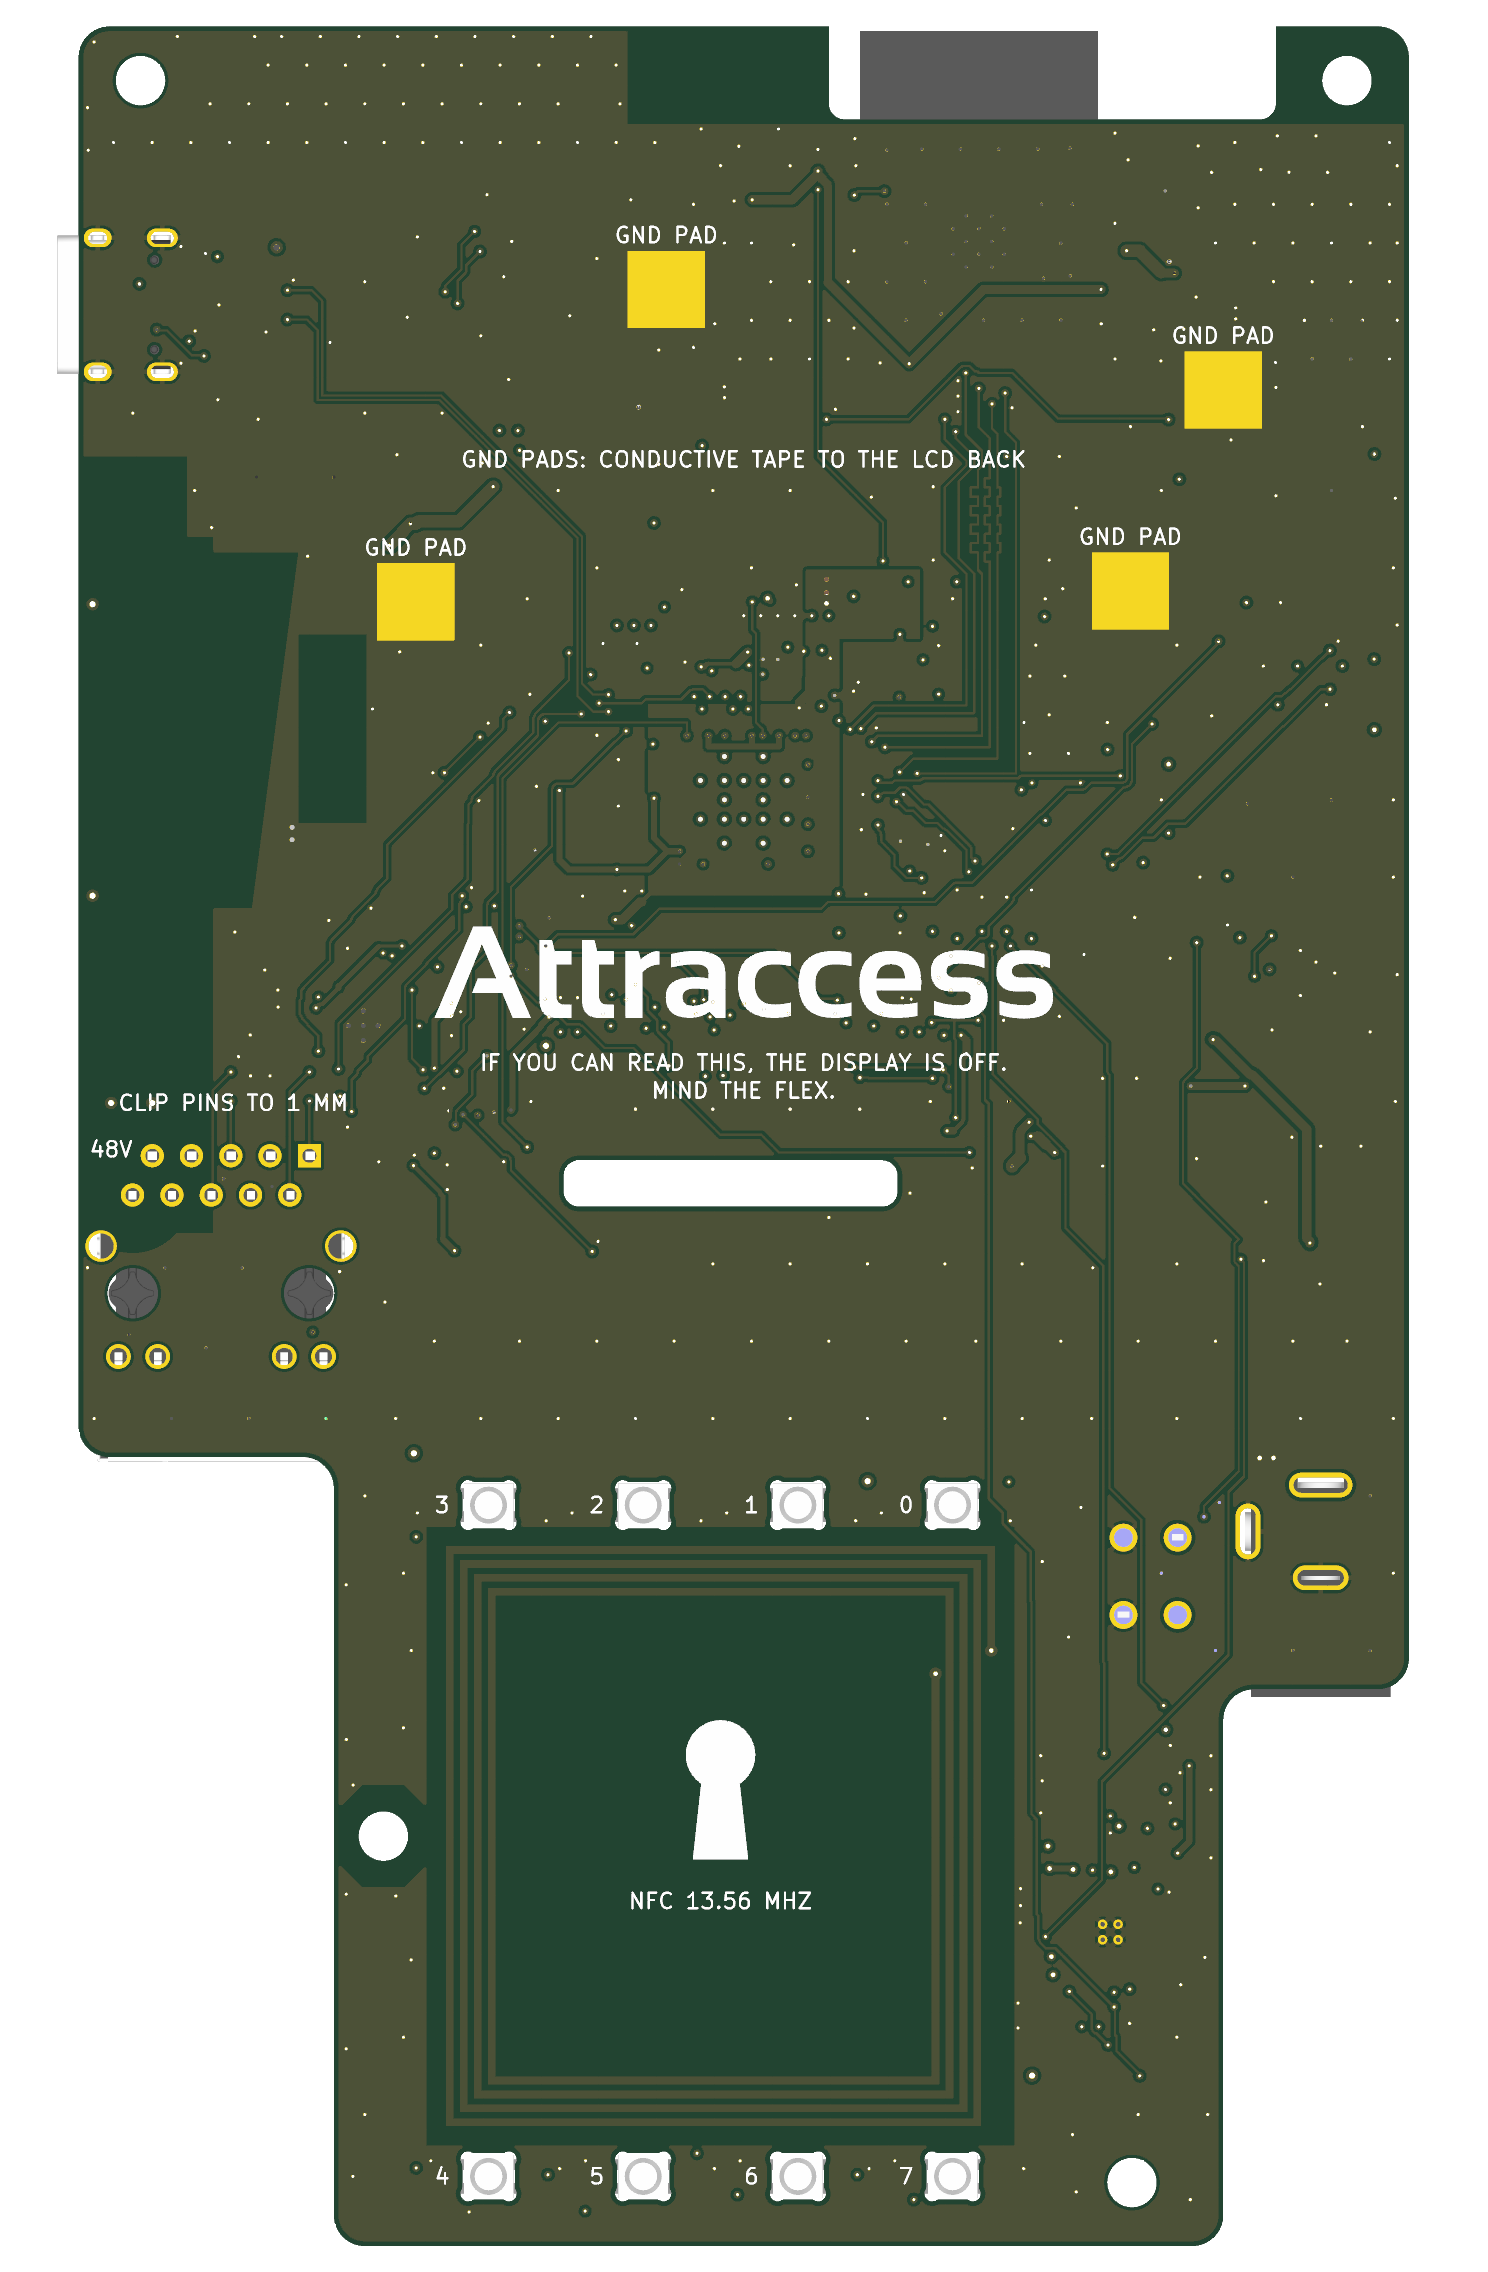 GND PAD
GND PAD
GND PADS: CONDUCTIVE TAPE TO THE LCD BACK
GND PAD
GND PAD
Attraccess
IF YOU CAN READ THIS, THE DISPLAY IS OFF.
MIND THE FLEX.
CLIP PINS TO 1 MM
48V
3 2 1 0
NFC 13.56 MHZ
4 5 6 7